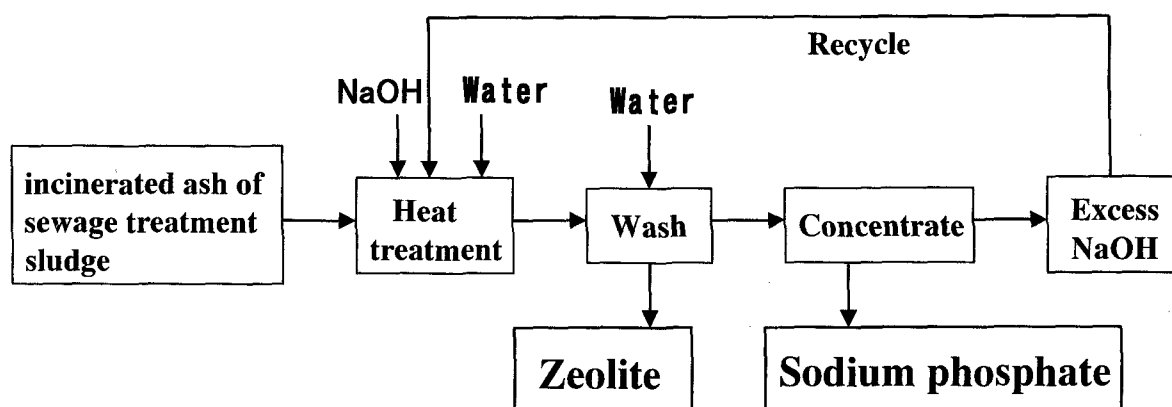 Recycle
NaOH
Water
Water
incinerated ash of
sewage treatment
sludge
Heat
treatment
Wash
Concentrate
Excess
NaOH
Zeolite
Sodium phosphate